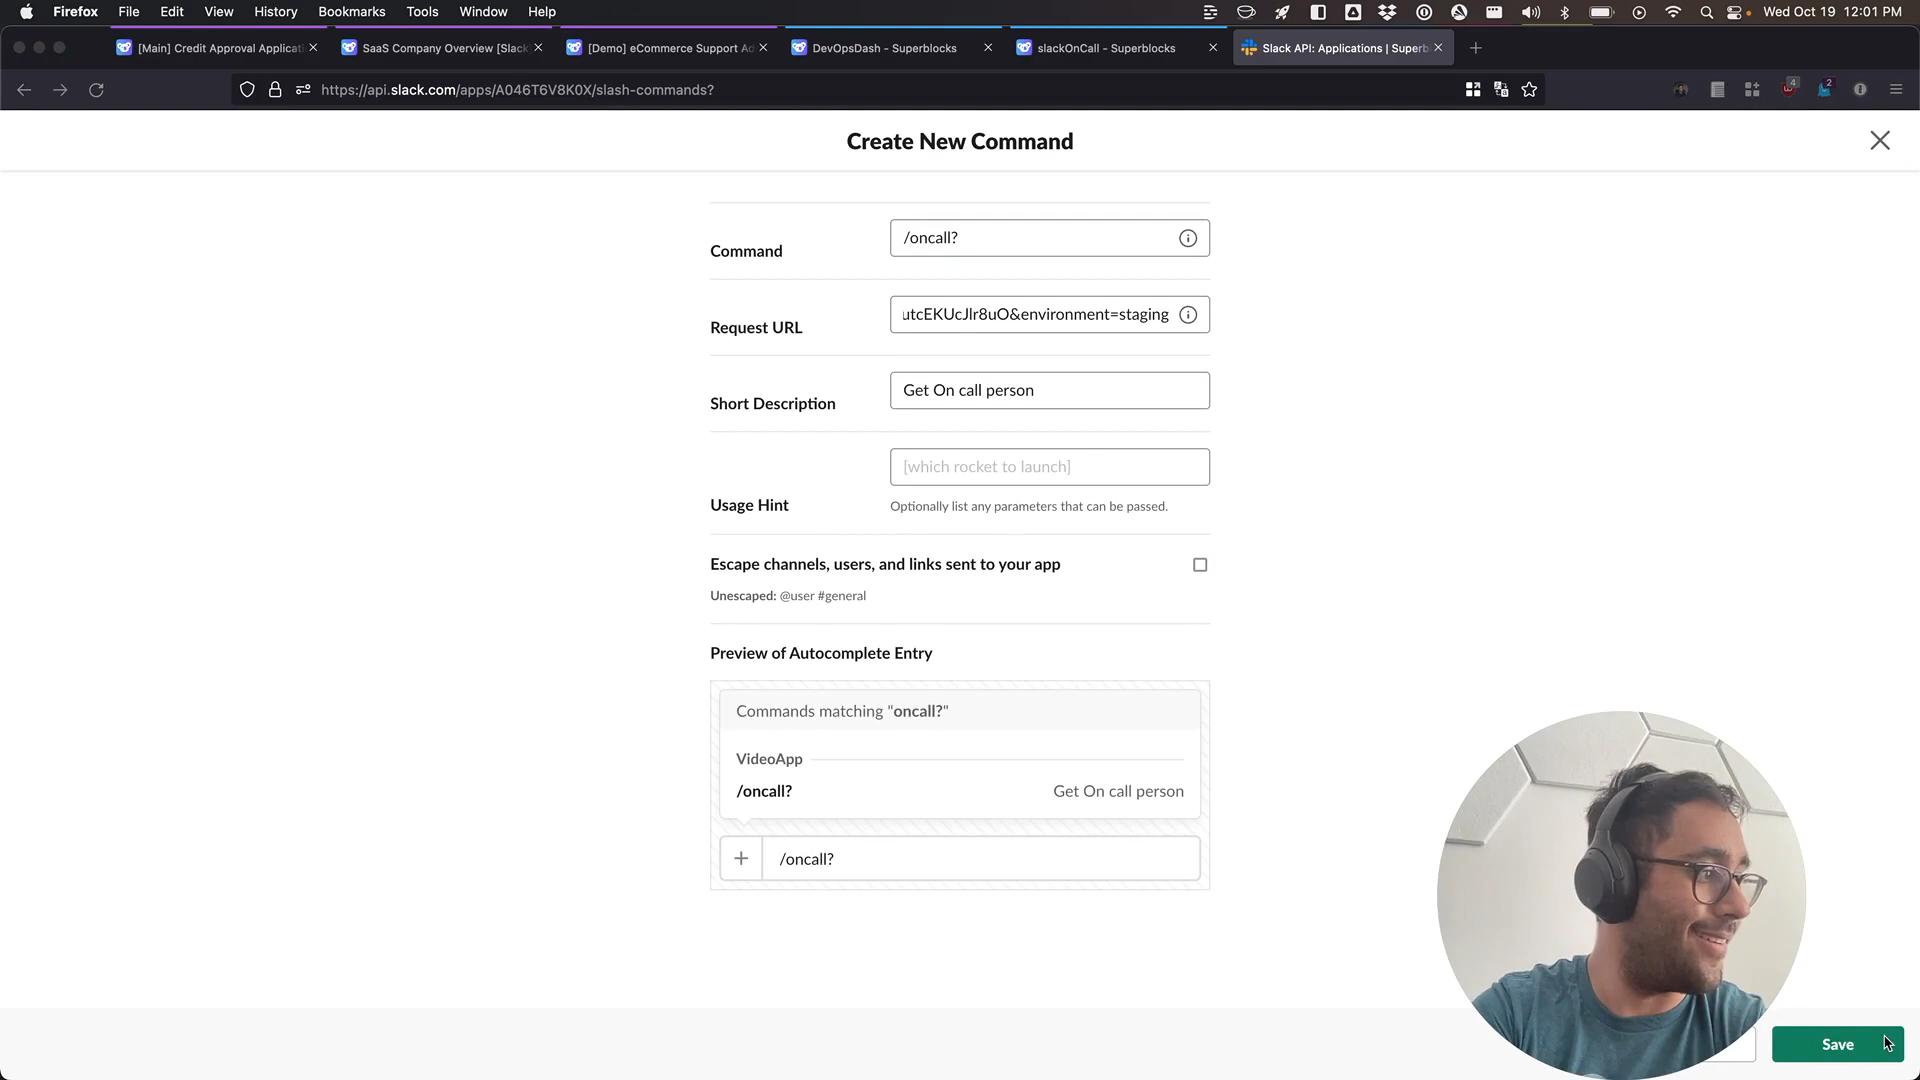 Firefox File Edit View History Bookmarks Tools Window Help Wed Oct 19 12:01 PM
[Main] Credit Approval Applicati SaaS Company Overview [Slack [Demo] eCommerce Support Ad DevOpsDash - Superblocks slackOnCall - Superblocks Slack API: Applications | Superb
https://api.slack.com/apps/A046T6V8K0X/slash-commands? 4 2
Create New Command
Command /oncall?
Request URL utcEKUcJlr8uO&environment=staging
Short Description Get On call person
[which rocket to launch]
Usage Hint Optionally list any parameters that can be passed.
Escape channels, users, and links sent to your app
Unescaped: @user #general
Preview of Autocomplete Entry
Commands matching "oncall?"
VideoApp
/oncall? Get On call person
/oncall?
Save